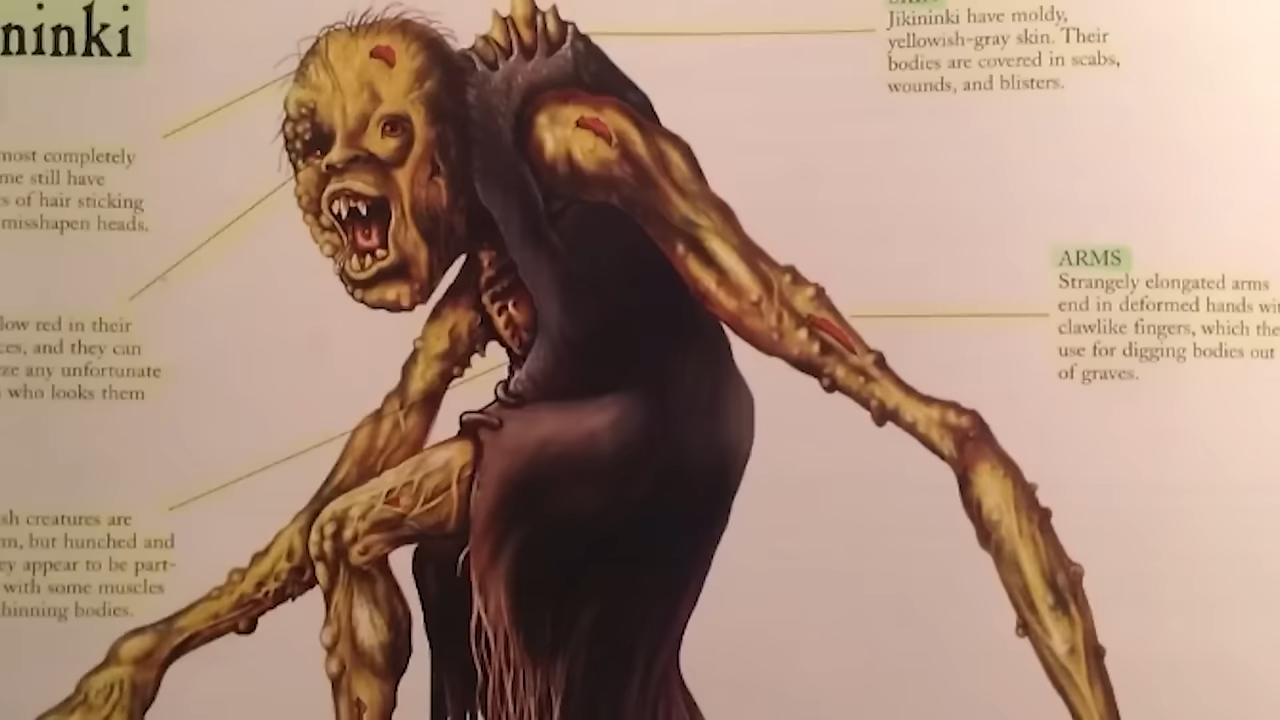 ninki
Jikininki have moldy,
yellowish-gray skin. Their
bodies are covered in scabs,
wounds, and blisters.
most completely
me still have
s of hair sticking
misshapen heads.
ARMS
Strangely elongated arms
end in deformed hands wit
clawlike fingers, which the
use for digging bodies out
of graves.
low red in their
ces, and they can
ze any unfortunate
who looks them
sh creatures are
m, but hunched and
ey appear to be part-
with some muscles
hinning bodies.